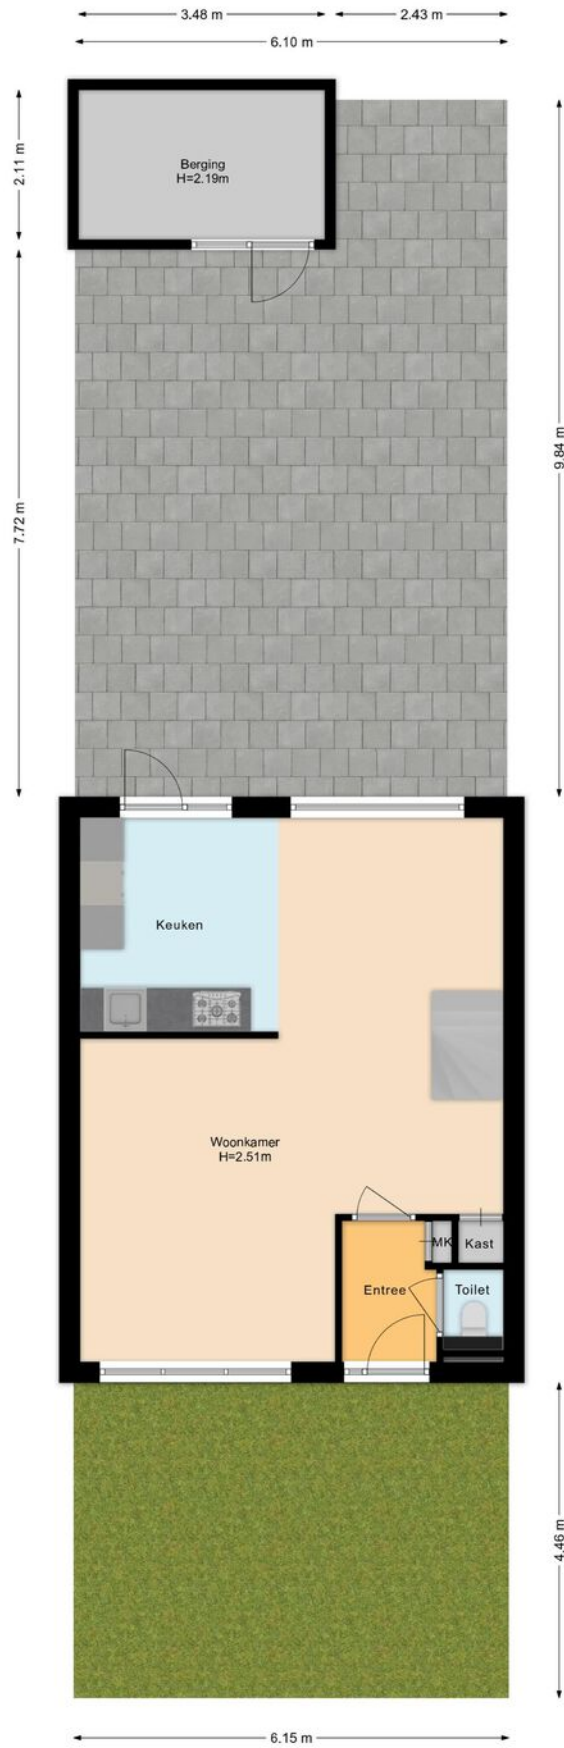 3.48 m
2.43 m
6.10 m
2.11 m
Berging
H=2.19m
9.84 m
7.72 m
Keuken
Woonkamer
H=2.51m
MK
Kast
Entree
Toilet
4.46 m
6.15 m